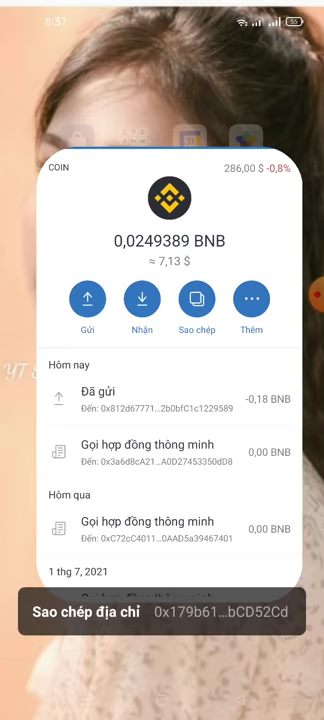 8:37
55
COIN
286,00 $ -0,8%
0,0249389 BNB
≈ 7,13 $
Gửi
Nhận
Sao chép
Thêm
Hôm nay
Đã gửi
-0,18 BNB
Đến: 0x812d67771...2b0bfC1c1229589
Gọi hợp đồng thông minh
0,00 BNB
Đến: 0x3a6d8cA21...A0D27453350dD8
Hôm qua
Gọi hợp đồng thông minh
0,00 BNB
Đến: 0xC72cC4011...0AAD5a39467401
1 thg 7, 2021
Sao chép địa chỉ 0x179b61...bCD52Cd